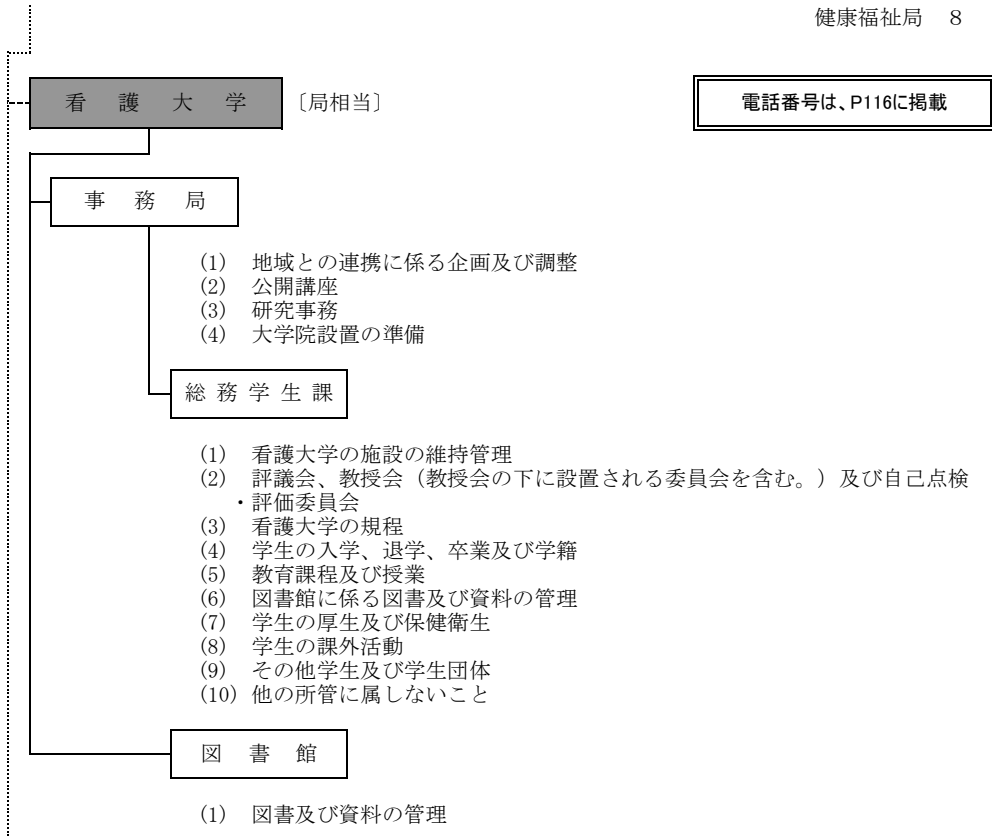 健康福祉局　８
看　護　大　学　〔局相当〕
電話番号は、P116に掲載
事　務　局
(1)　地域との連携に係る企画及び調整
(2)　公開講座
(3)　研究事務
(4)　大学院設置の準備
総 務 学 生 課
(1)　看護大学の施設の維持管理
(2)　評議会、教授会（教授会の下に設置される委員会を含む。）及び自己点検
・評価委員会
(3)　看護大学の規程
(4)　学生の入学、退学、卒業及び学籍
(5)　教育課程及び授業
(6)　図書館に係る図書及び資料の管理
(7)　学生の厚生及び保健衛生
(8)　学生の課外活動
(9)　その他学生及び学生団体
(10) 他の所管に属しないこと
図　書　館
(1)　図書及び資料の管理